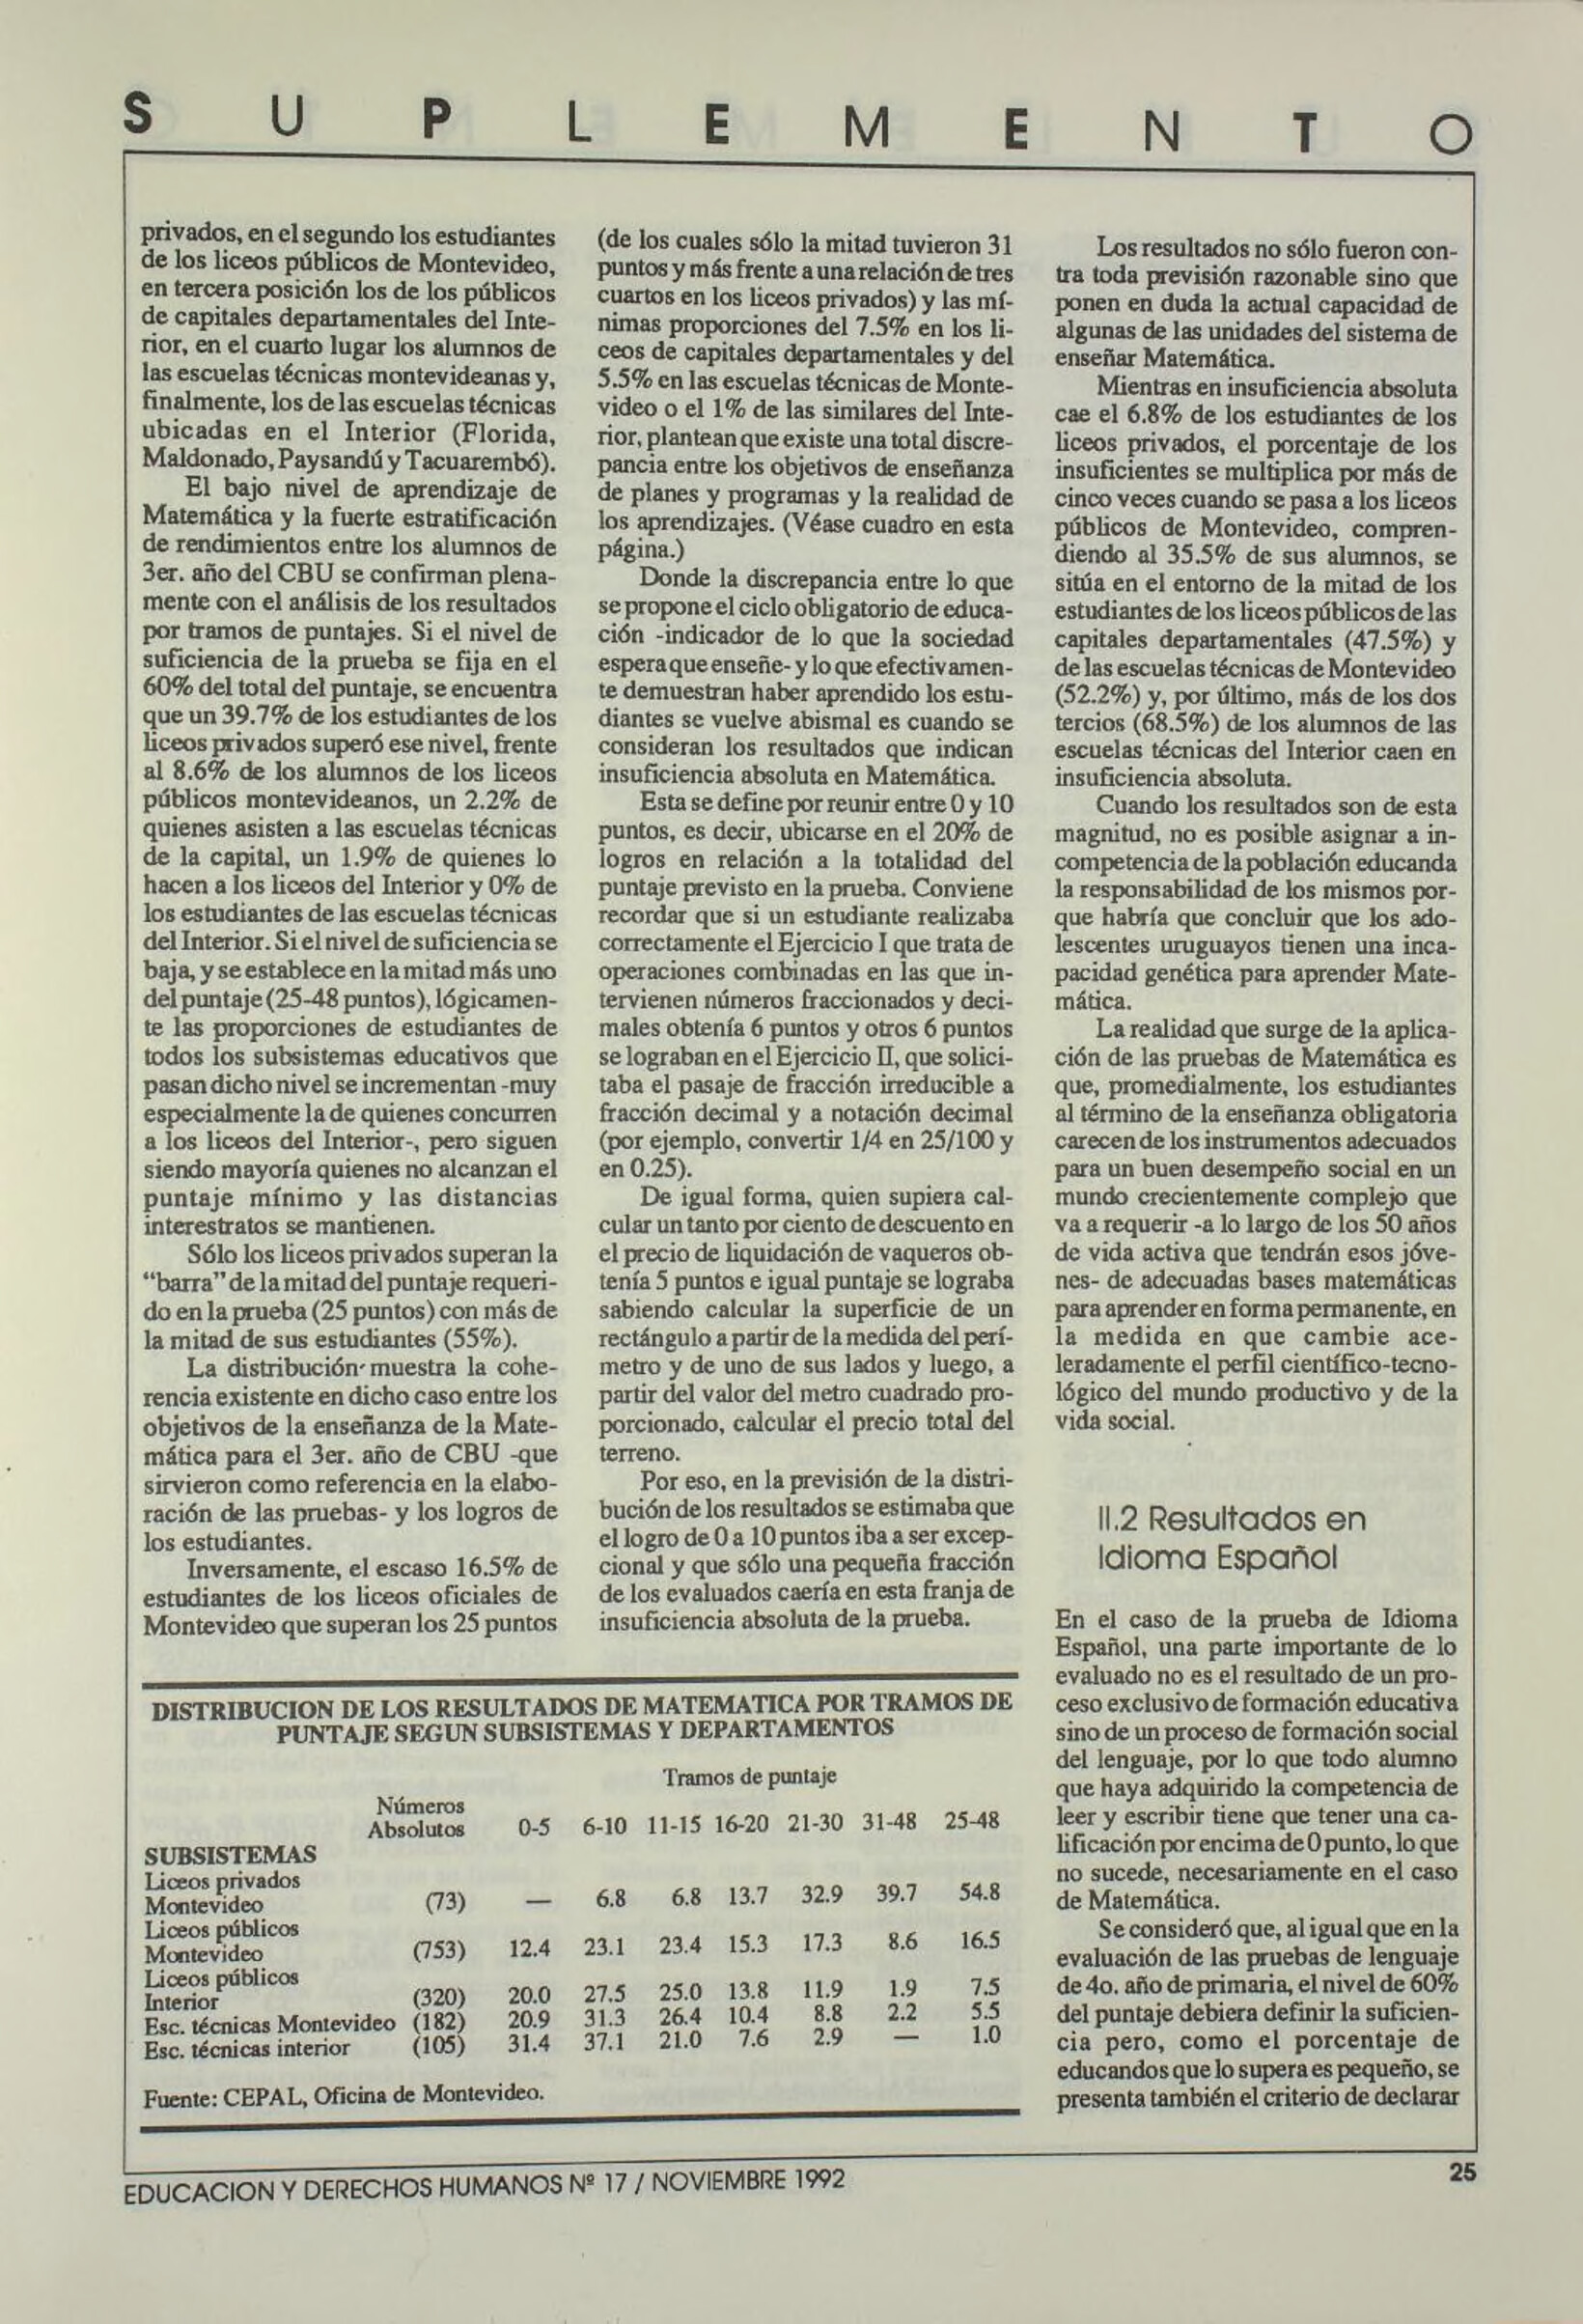 S U P L E M E N T O
privados, en el segundo los estudiantes
de los liceos públicos de Montevideo,
en tercera posición los de los públicos
de capitales departamentales del Inte-
rior, en el cuarto lugar los alumnos de
las escuelas técnicas montevideanas y,
finalmente, los de las escuelas técnicas
ubicadas en el Interior (Florida,
Maldonado, Paysandú y Tacuarembó).
El bajo nivel de aprendizaje de
Matemática y la fuerte estratificación
de rendimientos entre los alumnos de
3er. año del CBU se confirman plena-
mente con el análisis de los resultados
por tramos de puntajes. Si el nivel de
suficiencia de la prueba se fija en el
60% del total del puntaje, se encuentra
que un 39.7% de los estudiantes de los
liceos privados superó ese nivel, frente
al 8.6% de los alumnos de los liceos
públicos montevideanos, un 2.2% de
quienes asisten a las escuelas técnicas
de la capital, un 1.9% de quienes lo
hacen a los liceos del Interior y 0% de
los estudiantes de las escuelas técnicas
del Interior. Si el nivel de suficiencia se
baja, y se establece en la mitad más uno
del puntaje (25-48 puntos), lógicamen-
te las proporciones de estudiantes de
todos los subsistemas educativos que
pasan dicho nivel se incrementan -muy
especialmente la de quienes concurren
a los liceos del Interior-, pero siguen
siendo mayoría quienes no alcanzan el
puntaje mínimo y las distancias
interestratos se mantienen.
Sólo los liceos privados superan la
"barra" de la mitad del puntaje requeri-
do en la prueba (25 puntos) con más de
la mitad de sus estudiantes (55%).
La distribución muestra la cohe-
rencia existente en dicho caso entre los
objetivos de la enseñanza de la Mate-
mática para el 3er. año de CBU -que
sirvieron como referencia en la elabo-
ración de las pruebas- y los logros de
los estudiantes.
Inversamente, el escaso 16.5% de
estudiantes de los liceos oficiales de
Montevideo que superan los 25 puntos
(de los cuales sólo la mitad tuvieron 31
puntos y más frente a una relación de tres
cuartos en los liceos privados) y las mí-
nimas proporciones del 7.5% en los li-
ceos de capitales departamentales y del
5.5% en las escuelas técnicas de Monte-
video o el 1% de las similares del Inte-
rior, plantean que existe una total discre-
pancia entre los objetivos de enseñanza
de planes y programas y la realidad de
los aprendizajes. (Véase cuadro en esta
página.)
Donde la discrepancia entre lo que
se propone el ciclo obligatorio de educa-
ción -indicador de lo que la sociedad
espera que enseñe- y lo que efectivamen-
te demuestran haber aprendido los estu-
diantes se vuelve abismal es cuando se
consideran los resultados que indican
insuficiencia absoluta en Matemática.
Esta se define por reunir entre 0 y 10
puntos, es decir, ubicarse en el 20% de
logros en relación a la totalidad del
puntaje previsto en la prueba. Conviene
recordar que si un estudiante realizaba
correctamente el Ejercicio I que trata de
operaciones combinadas en las que in-
tervienen números fraccionados y deci-
males obtenía 6 puntos y otros 6 puntos
se lograban en el Ejercicio II, que solici-
taba el pasaje de fracción irreducible a
fracción decimal y a notación decimal
(por ejemplo, convertir 1/4 en 25/100 y
en 0.25).
De igual forma, quien supiera cal-
cular un tanto por ciento de descuento en
el precio de liquidación de vaqueros ob-
tenía 5 puntos e igual puntaje se lograba
sabiendo calcular la superficie de un
rectángulo a partir de la medida del perí-
metro y de uno de sus lados y luego, a
partir del valor del metro cuadrado pro-
porcionado, calcular el precio total del
terreno.
Por eso, en la previsión de la distri-
bución de los resultados se estimaba que
el logro de 0 a 10 puntos iba a ser excep-
cional y que sólo una pequeña fracción
de los evaluados caería en esta franja de
insuficiencia absoluta de la prueba.
Los resultados no sólo fueron con-
tra toda previsión razonable sino que
ponen en duda la actual capacidad de
algunas de las unidades del sistema de
enseñar Matemática.
Mientras en insuficiencia absoluta
cae el 6.8% de los estudiantes de los
liceos privados, el porcentaje de los
insuficientes se multiplica por más de
cinco veces cuando se pasa a los liceos
públicos de Montevideo, compren-
diendo al 35.5% de sus alumnos, se
sitúa en el entorno de la mitad de los
estudiantes de los liceos públicos de las
capitales departamentales (47.5%) y
de las escuelas técnicas de Montevideo
(52.2%) y, por último, más de los dos
tercios (68.5%) de los alumnos de las
escuelas técnicas del Interior caen en
insuficiencia absoluta.
Cuando los resultados son de esta
magnitud, no es posible asignar a in-
competencia de la población educanda
la responsabilidad de los mismos por-
que habría que concluir que los ado-
lescentes uruguayos tienen una inca-
pacidad genética para aprender Mate-
mática.
La realidad que surge de la aplica-
ción de las pruebas de Matemática es
que, promedialmente, los estudiantes
al término de la enseñanza obligatoria
carecen de los instrumentos adecuados
para un buen desempeño social en un
mundo crecientemente complejo que
va a requerir -a lo largo de los 50 años
de vida activa que tendrán esos jóve-
nes- de adecuadas bases matemáticas
para aprender en forma permanente, en
la medida en que cambie ace-
leradamente el perfil científico-tecno-
lógico del mundo productivo y de la
vida social.
II.2 Resultados en
Idioma Español
En el caso de la prueba de Idioma
Español, una parte importante de lo
evaluado no es el resultado de un pro-
ceso exclusivo de formación educativa
sino de un proceso de formación social
del lenguaje, por lo que todo alumno
que haya adquirido la competencia de
leer y escribir tiene que tener una ca-
lificación por encima de 0 punto, lo que
no sucede, necesariamente en el caso
de Matemática.
Se consideró que, al igual que en la
evaluación de las pruebas de lenguaje
de 4o. año de primaria, el nivel de 60%
del puntaje debiera definir la suficien-
cia pero, como el porcentaje de
educandos que lo supera es pequeño, se
presenta también el criterio de declarar
DISTRIBUCION DE LOS RESULTADOS DE MATEMATICA POR TRAMOS DE
PUNTAJE SEGUN SUBSISTEMAS Y DEPARTAMENTOS
Tramos de puntaje
Números
Absolutos 0-5 6-10 11-15 16-20 21-30 31-48 25-48
SUBSISTEMAS
Liceos privados
Montevideo (73) — 6.8 6.8 13.7 32.9 39.7 54.8
Liceos públicos
Montevideo (753) 12.4 23.1 23.4 15.3 17.3 8.6 16.5
Liceos públicos
Interior (320) 20.0 27.5 25.0 13.8 11.9 1.9 7.5
Esc. técnicas Montevideo (182) 20.9 31.3 26.4 10.4 8.8 2.2 5.5
Esc. técnicas interior (105) 31.4 37.1 21.0 7.6 2.9 — 1.0
Fuente: CEPAL, Oficina de Montevideo.
EDUCACION Y DERECHOS HUMANOS Nº 17 / NOVIEMBRE 1992
25